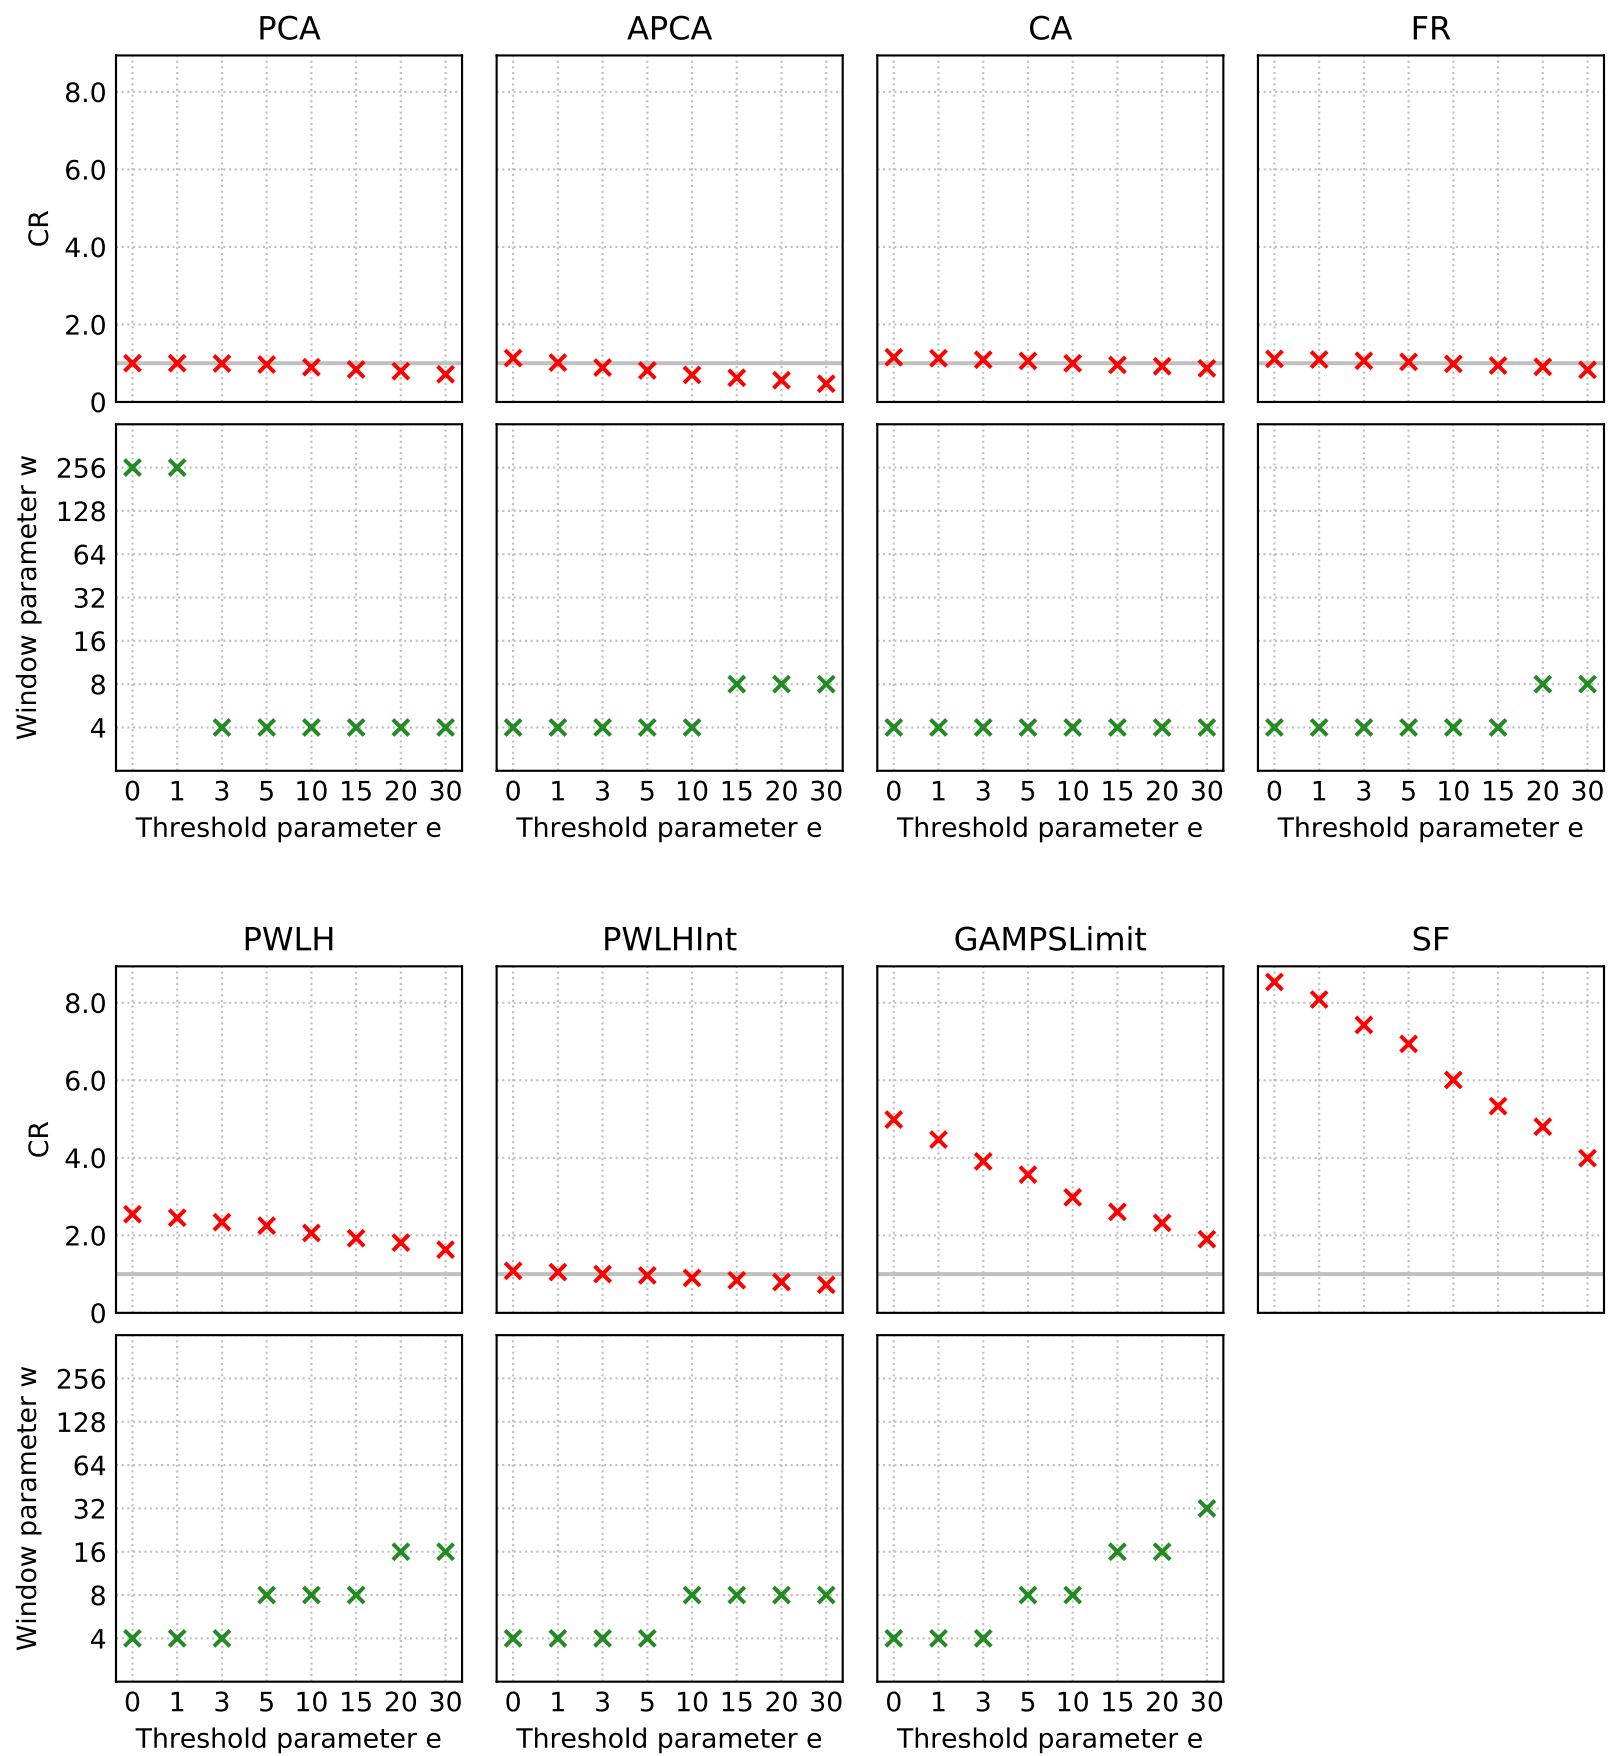 PCA APCA CA FR
CR
8.0
6.0
4.0
2.0
0
Window parameter w
256
128
64
32
16
8
4
0 1 3 5 10 15 20 30 0 1 3 5 10 15 20 30 0 1 3 5 10 15 20 30 0 1 3 5 10 15 20 30
Threshold parameter e Threshold parameter e Threshold parameter e Threshold parameter e
PWLH PWLHInt GAMPSLimit SF
CR
8.0
6.0
4.0
2.0
0
Window parameter w
256
128
64
32
16
8
4
0 1 3 5 10 15 20 30 0 1 3 5 10 15 20 30 0 1 3 5 10 15 20 30
Threshold parameter e Threshold parameter e Threshold parameter e